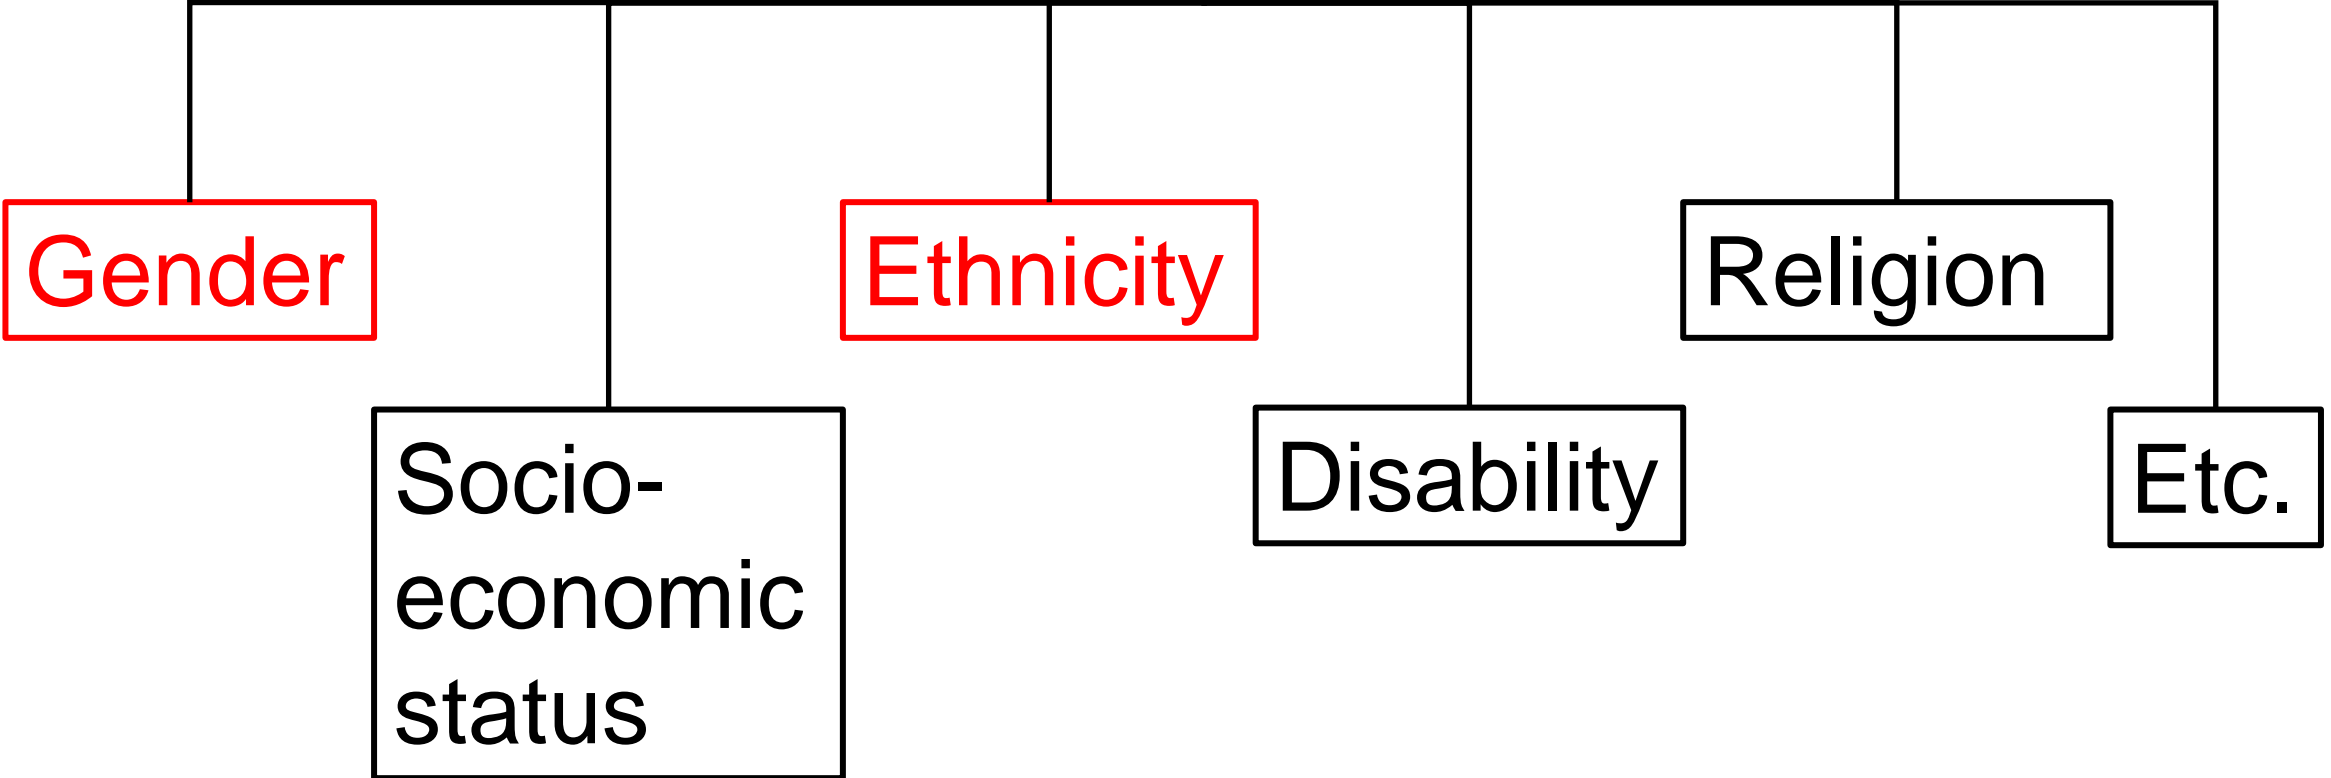 Gender
Ethnicity
Religion
Socio-
economic
status
Disability
Etc.